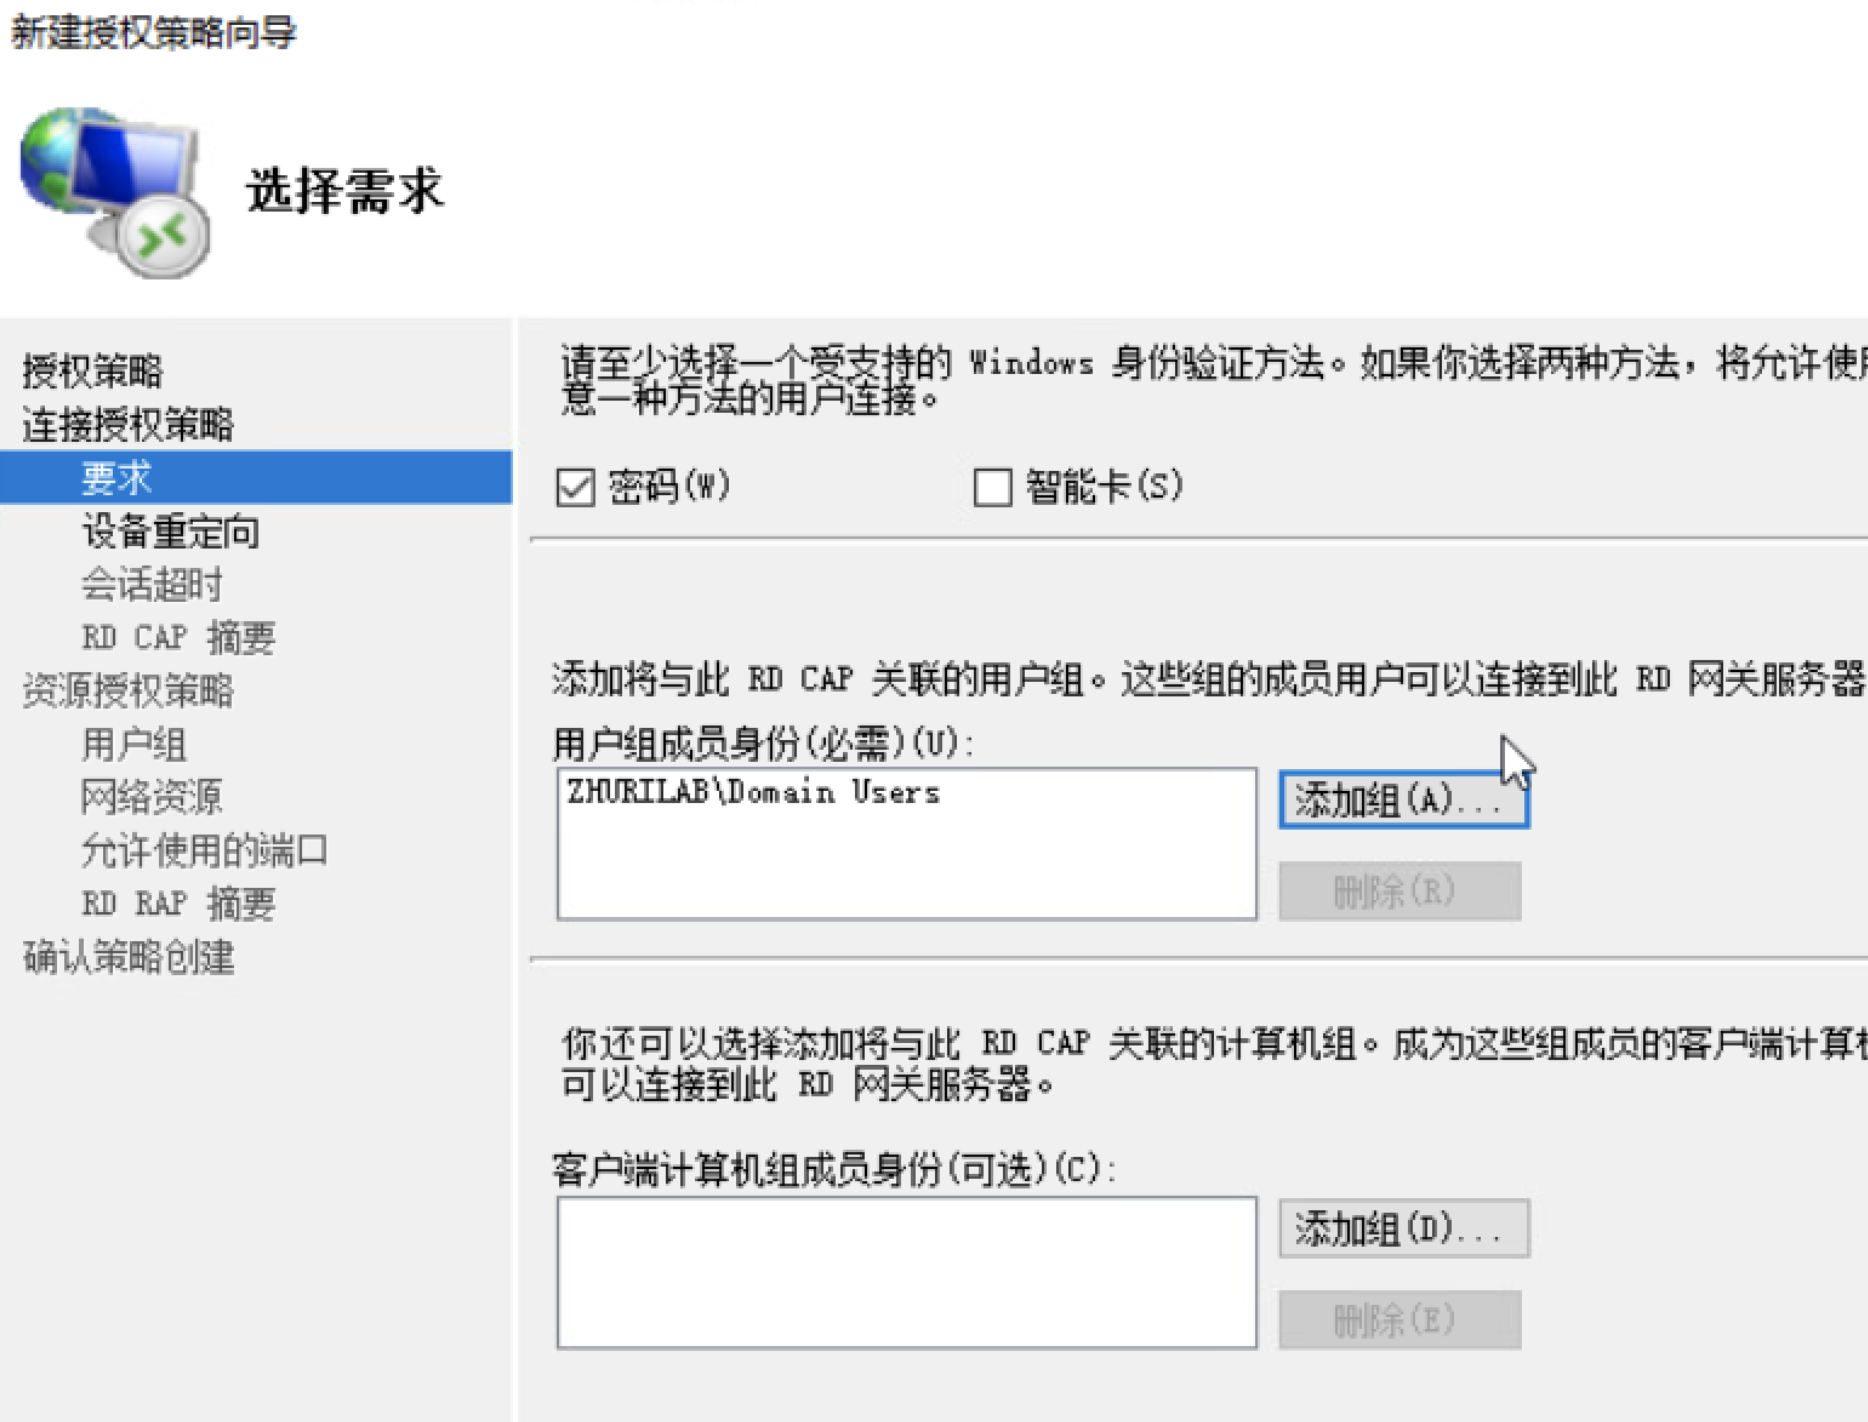 新建授权策略向导
选择需求
授权策略
连接授权策略
要求
设备重定向
会话超时
RD CAP 摘要
资源授权策略
用户组
网络资源
允许使用的端口
RD RAP 摘要
确认策略创建
请至少选择一个受支持的 Windows 身份验证方法。如果你选择两种方法，将允许使用
意一种方法的用户连接。
密码(W)
智能卡(S)
添加将与此 RD CAP 关联的用户组。这些组的成员用户可以连接到此 RD 网关服务器
用户组成员身份(必需)(U):
ZHURILAB\Domain Users
添加组(A)...
删除(R)
你还可以选择添加将与此 RD CAP 关联的计算机组。成为这些组成员的客户端计算机
可以连接到此 RD 网关服务器。
客户端计算机组成员身份(可选)(C):
添加组(D)...
删除(E)